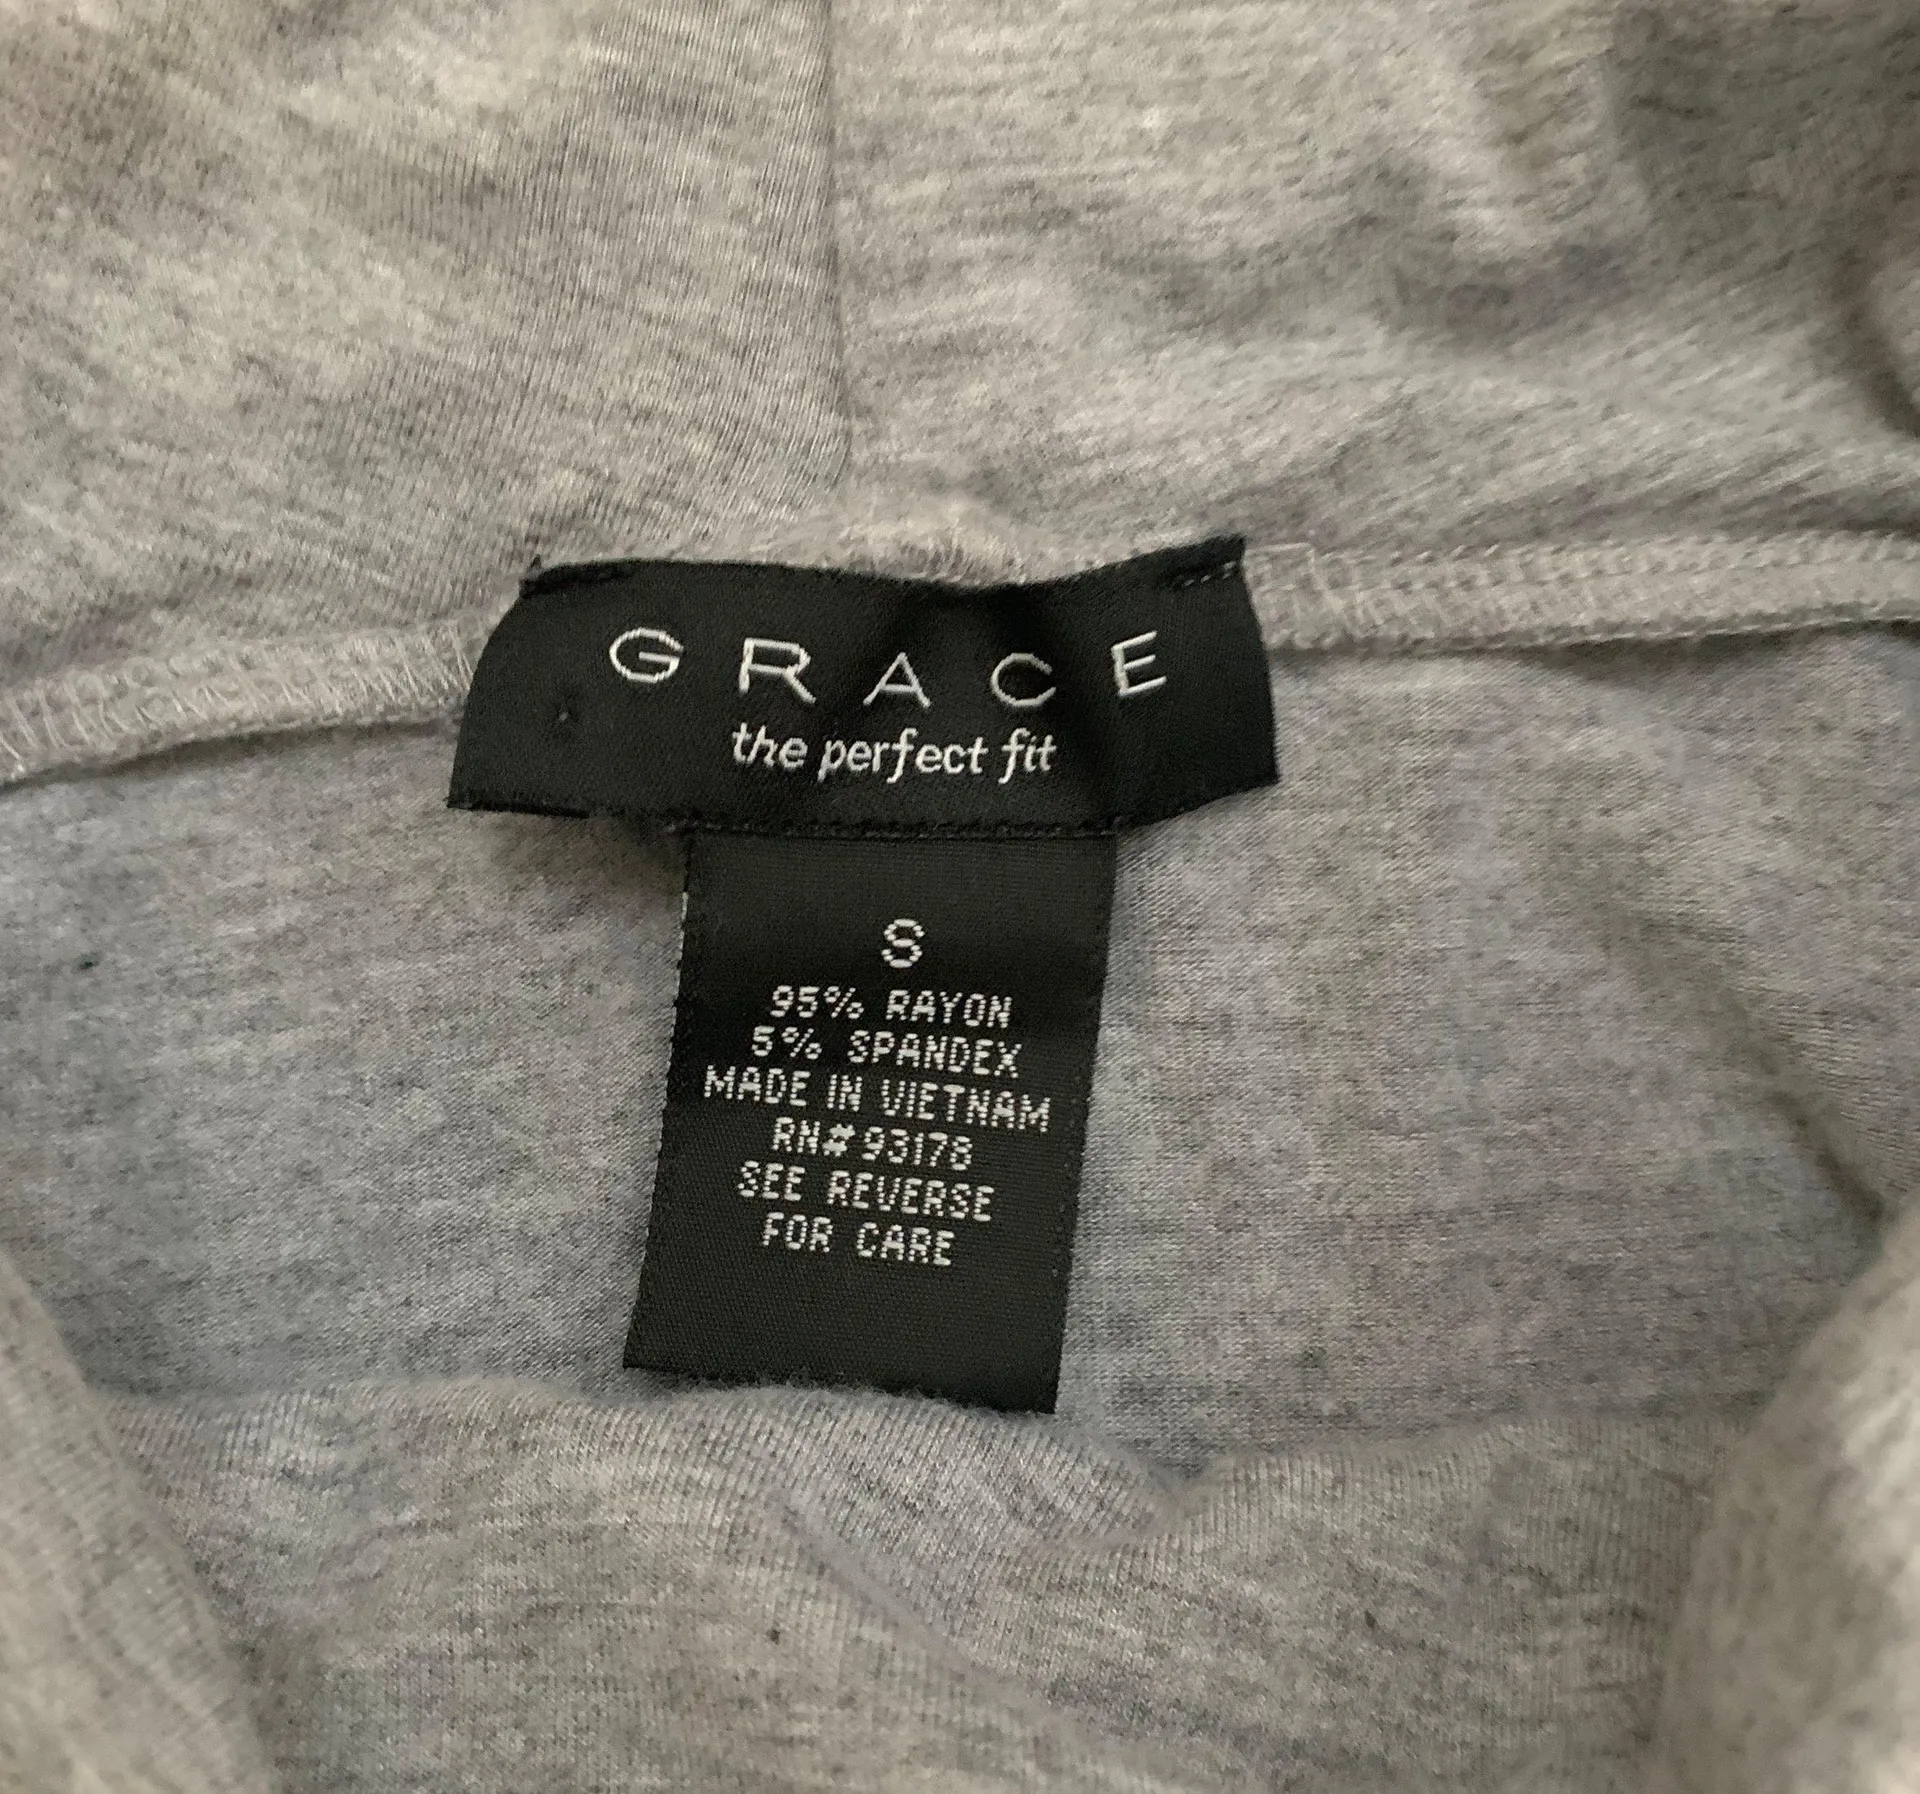 GRACE
the perfect fit
S
95% RAYON
5% SPANDEX
MADE IN VIETNAM
RN# 93178
SEE REVERSE
FOR CARE